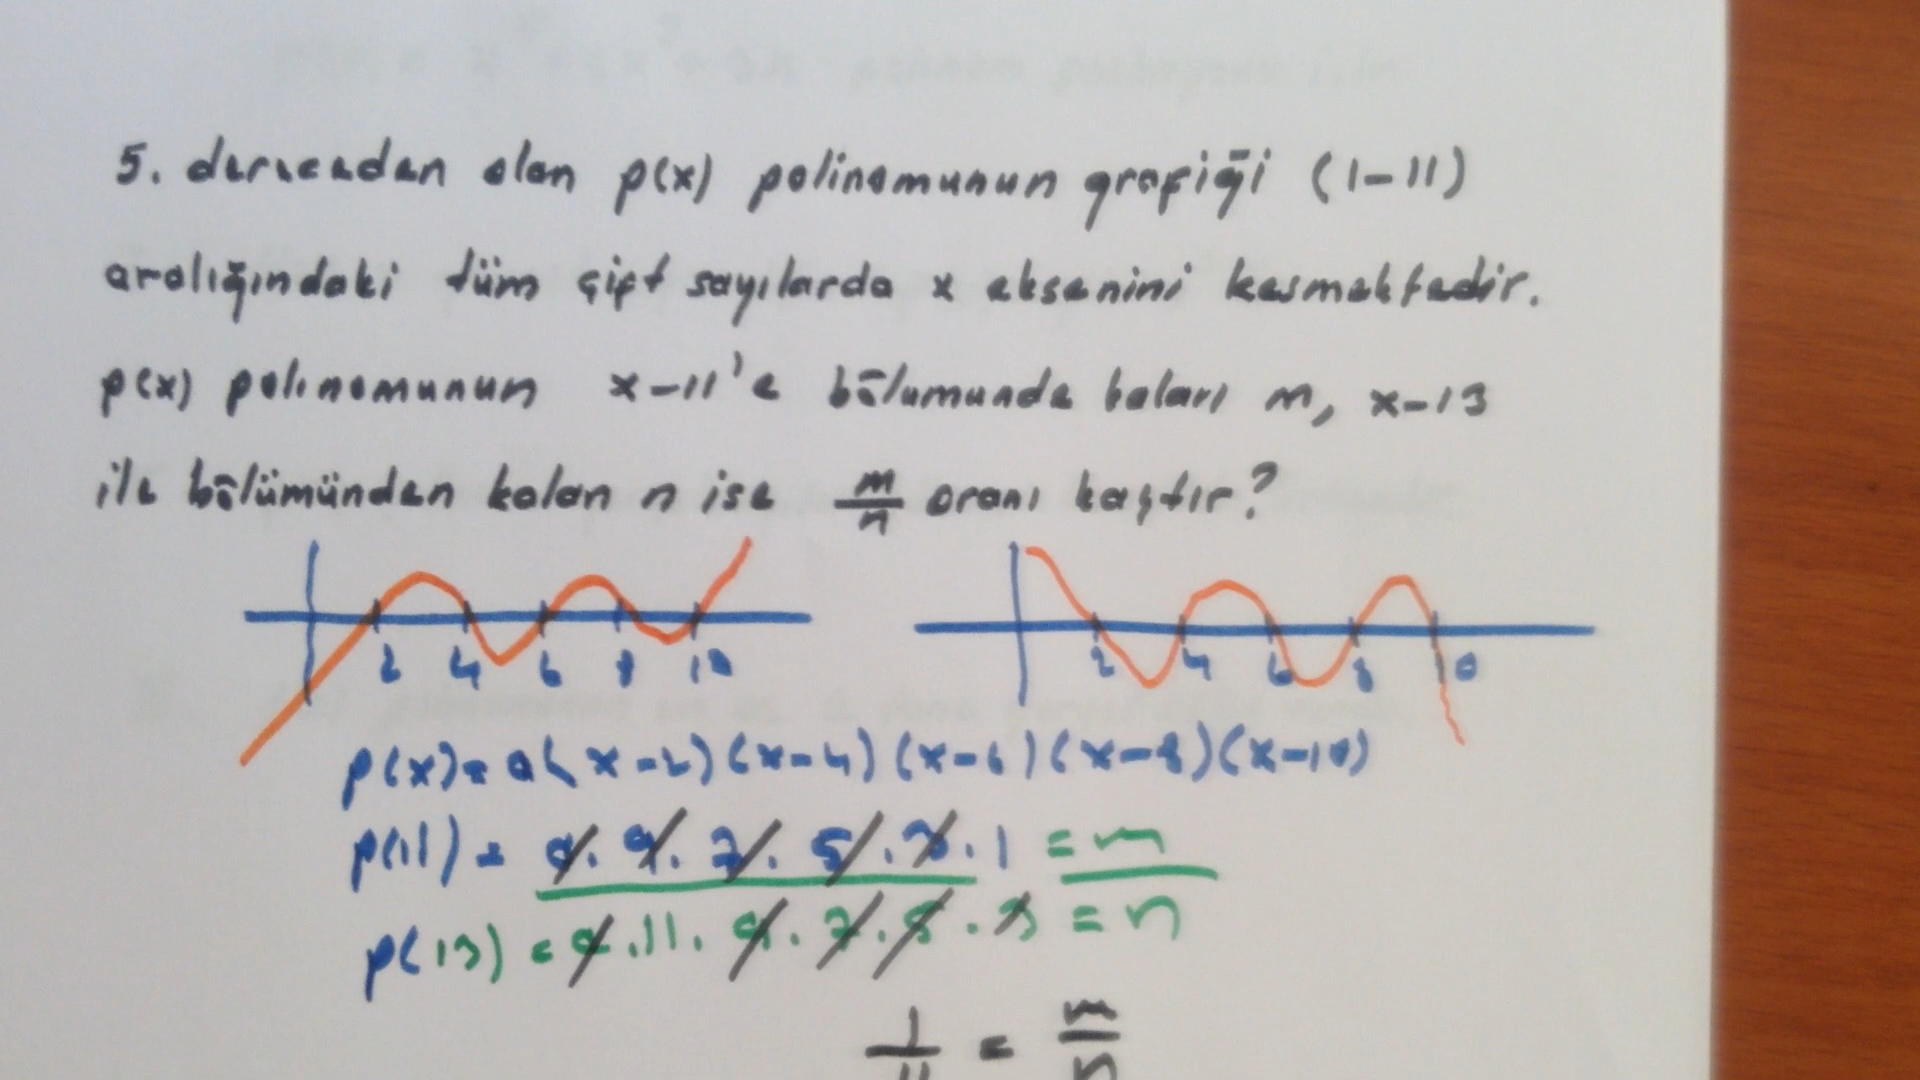 5. dereceden olan p(x) polinomunun grafiği (1-11)
aralığındaki tüm çift sayılarda x eksenini kesmektedir.
p(x) polinomunun x-11'e bölümünde kalanı m, x-13
ile bölümünden kalan n ise m/n oranı kaçtır?
2 4 6 8 10
2 4 6 8 10
p(x)=a(x-2)(x-4)(x-6)(x-8)(x-10)
p(11) = a.9.7.5.3.1 = m
p(13) = a.11.9.7.5.3 = n
1/11 = m/n